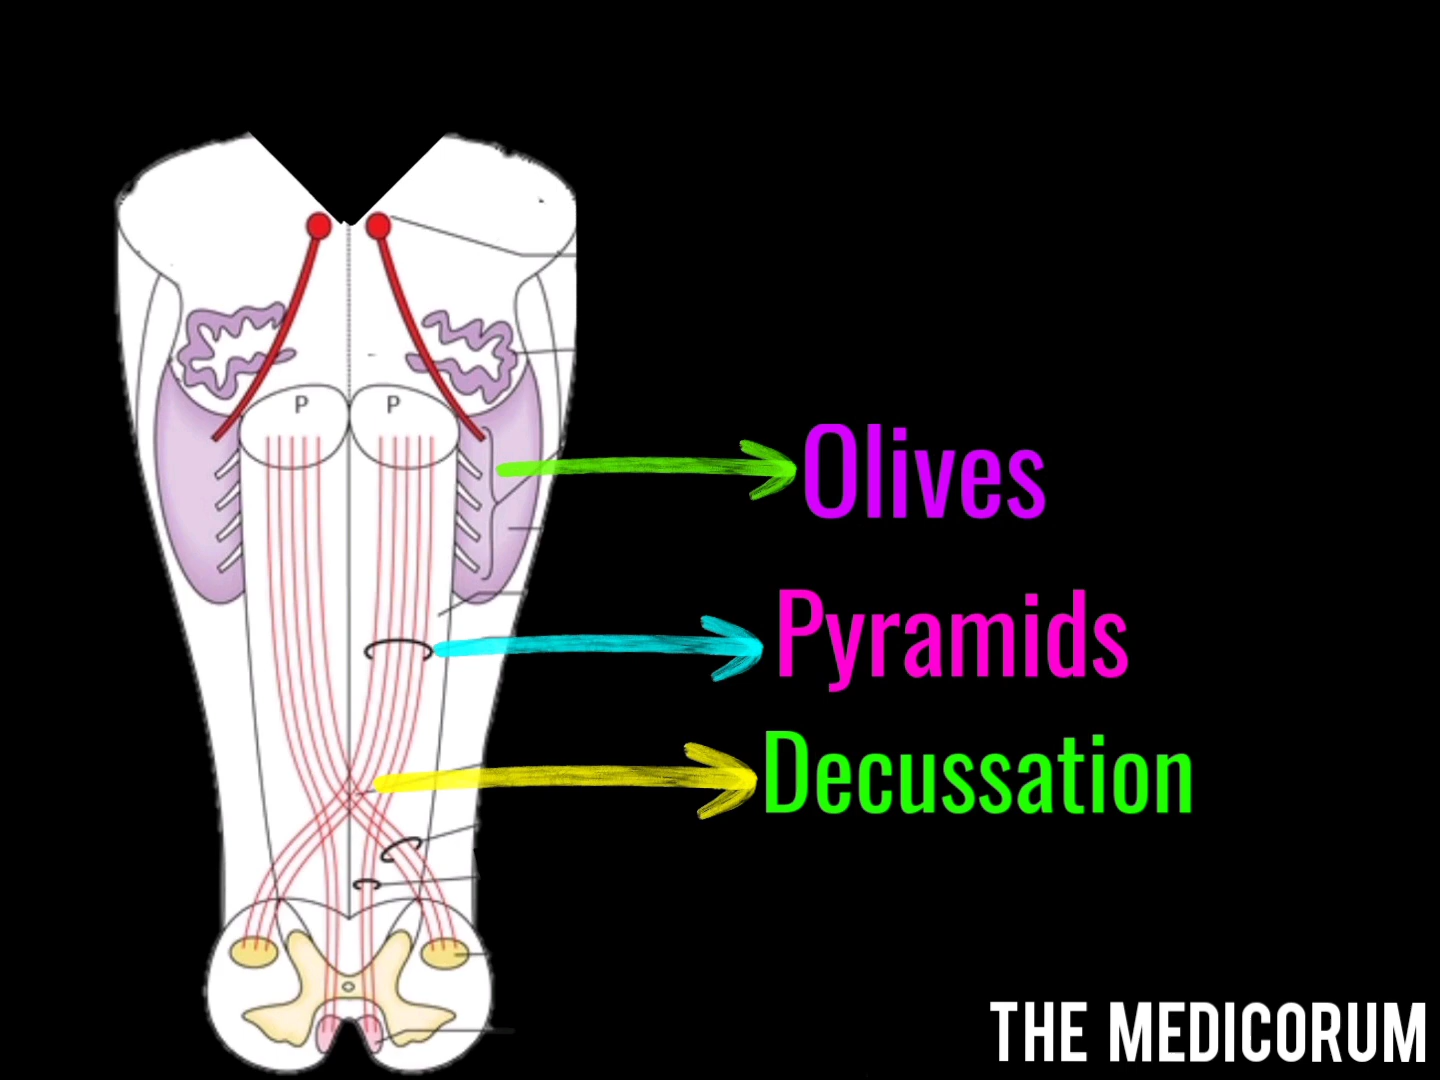 P P
Olives
Pyramids
Decussation
THE MEDICORUM